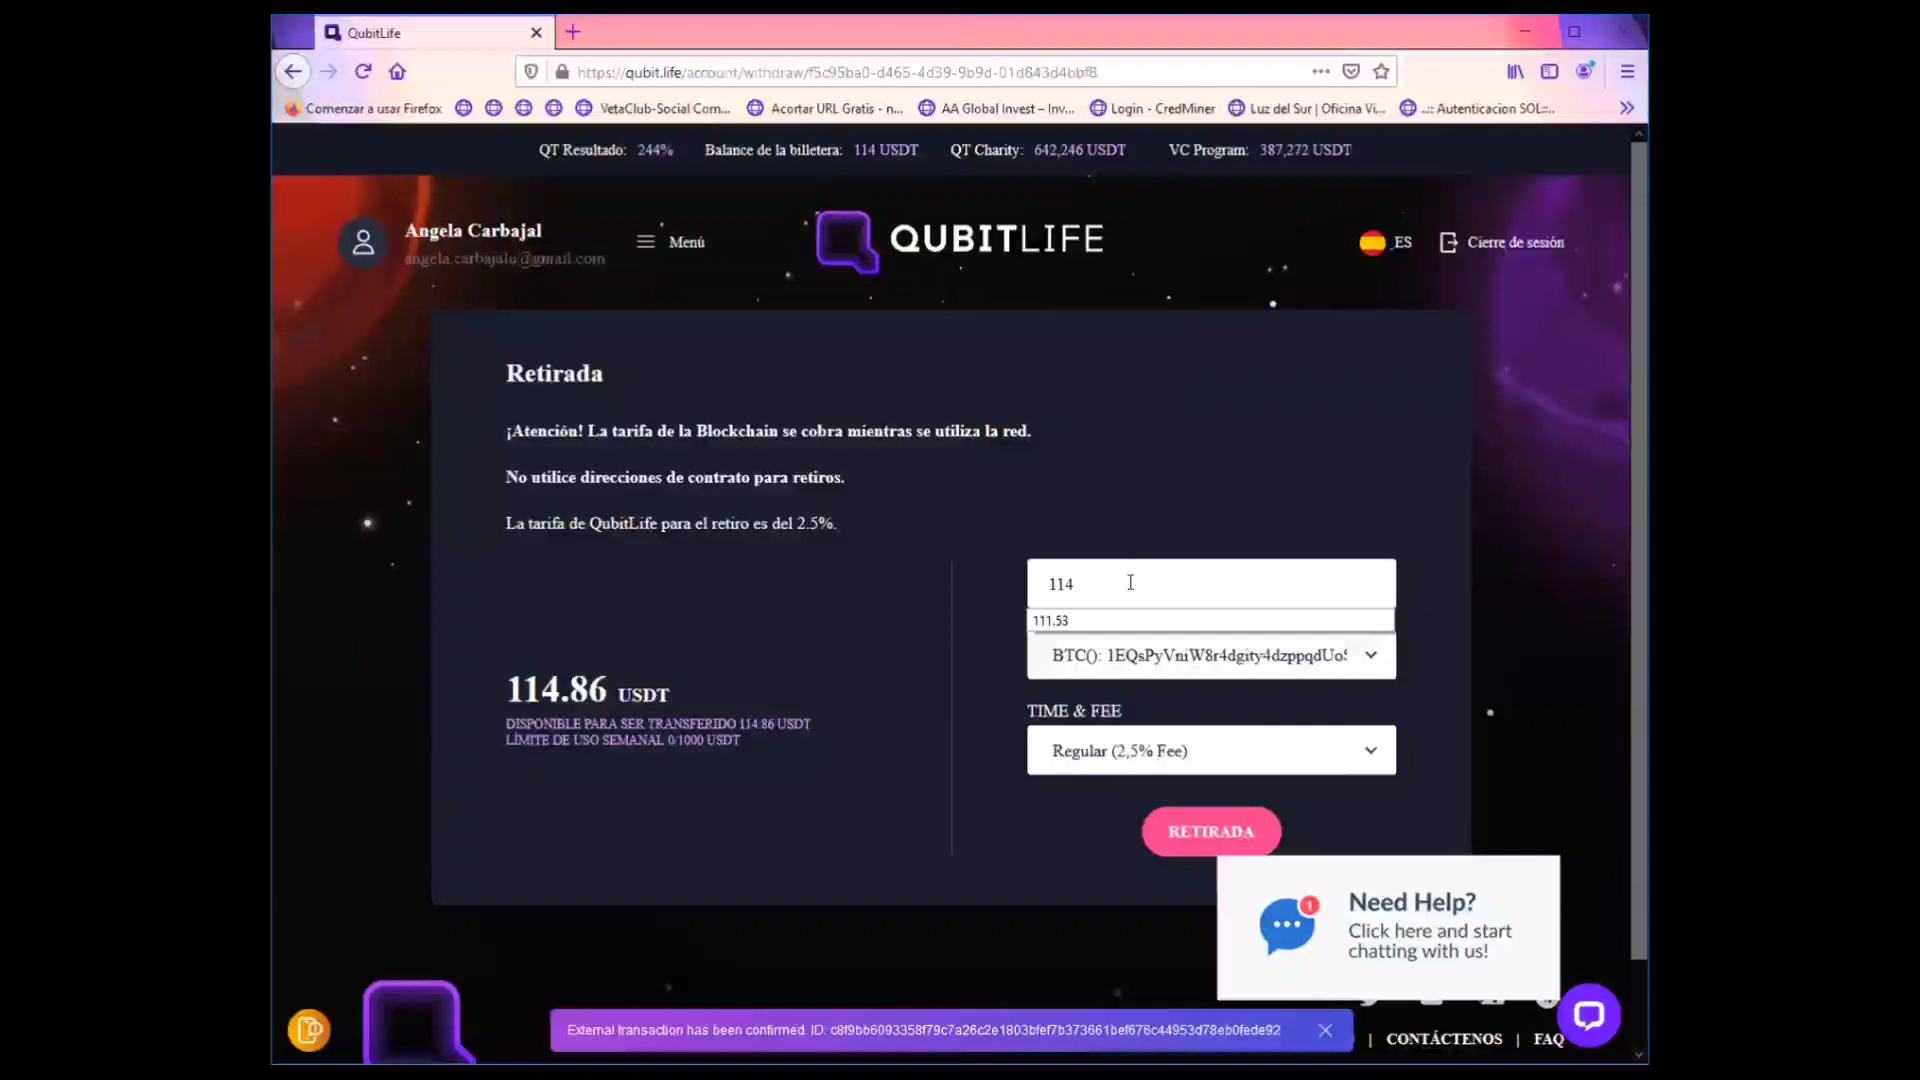 QubitLife
https://qubit.life/account/withdraw/f5c95ba0-d465-4d39-9b9d-01d843d4bbf8
Comenzar a usar Firefox
VetaClub-Social Com...
Acortar URL Gratis - n...
AA Global Invest – Inv...
Login - CredMiner
Luz del Sur | Oficina Vi...
..:: Autenticacion SOL::..
QT Resultado: 244% Balance de la billetera: 114 USDT QT Charity: 642,246 USDT VC Program: 387,272 USDT
Angela Carbajal
angela.carbajalu@gmail.com
Menú
QUBITLIFE
ES
Cierre de sesión
Retirada
¡Atención! La tarifa de la Blockchain se cobra mientras se utiliza la red.
No utilice direcciones de contrato para retiros.
La tarifa de QubitLife para el retiro es del 2.5%.
114
111.53
BTC(): 1EQsPyVniW8r4dgity4dzppqdUoS
114.86 USDT
DISPONIBLE PARA SER TRANSFERIDO 114.86 USDT
LÍMITE DE USO SEMANAL 0/1000 USDT
TIME & FEE
Regular (2,5% Fee)
RETIRADA
1
Need Help?
Click here and start
chatting with us!
External transaction has been confirmed. ID: c8f9bb6093358f79c7a26c2e1803bfef7b373661bef676c44953d78eb0fede92
| CONTÁCTENOS | FAQ